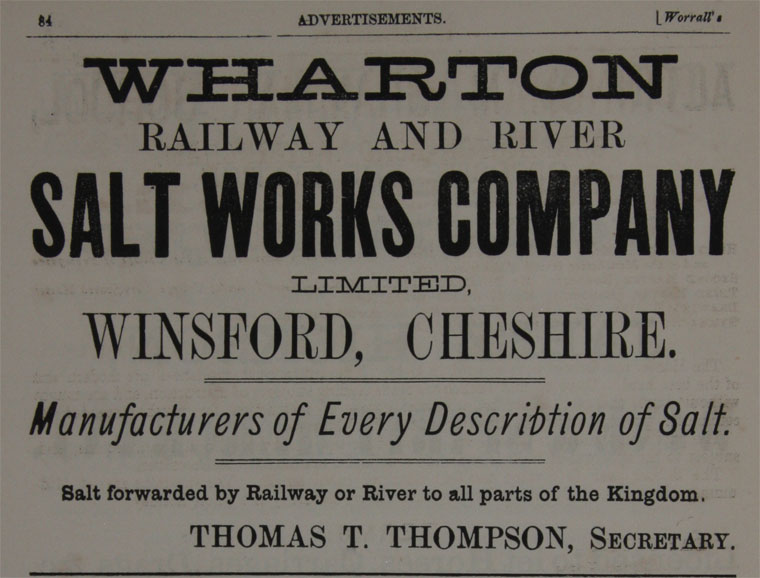 84 ADVERTISEMENTS. [Worrall's
WHARTON
RAILWAY AND RIVER
SALT WORKS COMPANY
LIMITED,
WINSFORD, CHESHIRE.
Manufacturers of Every Description of Salt.
Salt forwarded by Railway or River to all parts of the Kingdom.
THOMAS T. THOMPSON, SECRETARY.